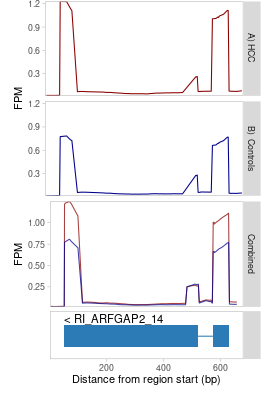 1.2
0.9
0.6
0.3
A) HCC
FPM
1.2
0.9
0.6
0.3
B) Controls
1.00
0.75
0.50
0.25
FPM
Combined
< RI_ARFGAP2_14
200
400
600
Distance from region start (bp)